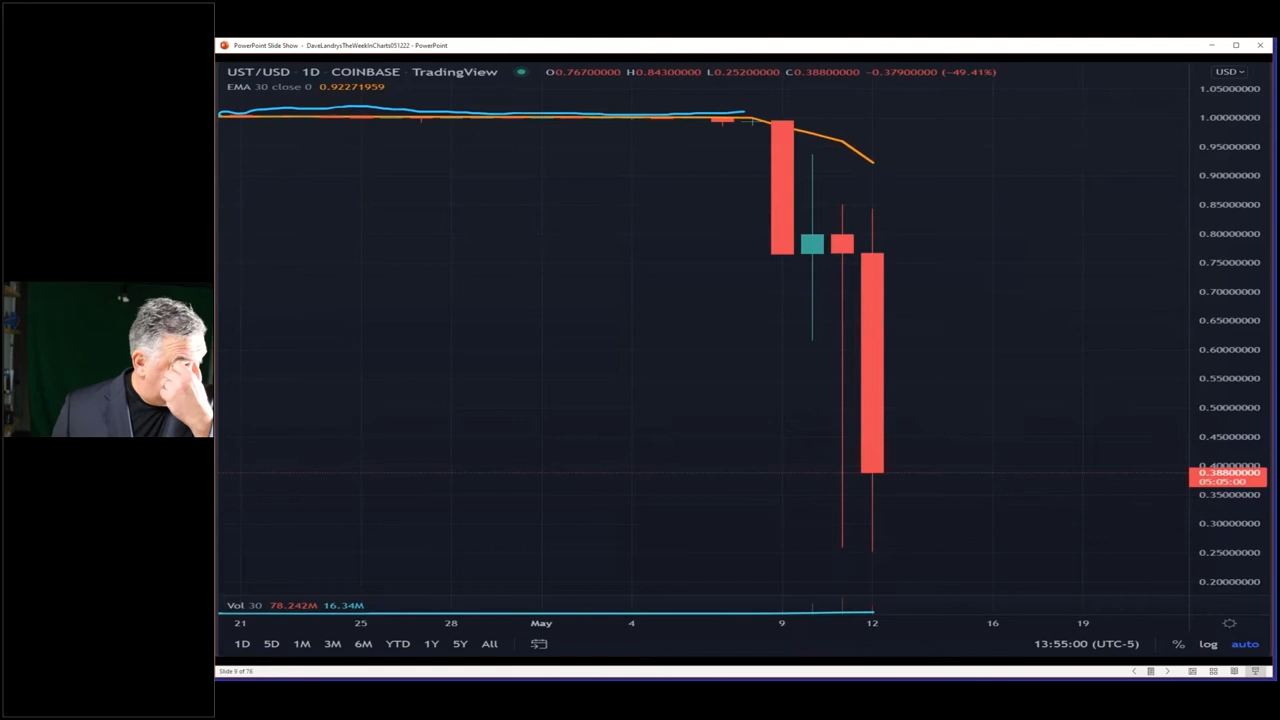 PowerPoint Slide Show - DaveLandrysTheWeekInCharts051222 - PowerPoint
UST/USD 1D COINBASE TradingView O0.76700000 H0.84300000 L0.25200000 C0.38800000 -0.37900000 (-49.41%) USD
EMA 30 close 0 0.92271959
1.05000000
1.00000000
0.95000000
0.90000000
0.85000000
0.80000000
0.75000000
0.70000000
0.65000000
0.60000000
0.55000000
0.50000000
0.45000000
0.40000000
0.38800000
05:05:00
0.35000000
0.30000000
0.25000000
0.20000000
Vol 30 78.242M 16.34M
21 25 28 May 4 9 12 16 19
1D 5D 1M 3M 6M YTD 1Y 5Y All 13:55:00 (UTC-5) % log auto
Slide 9 of 76